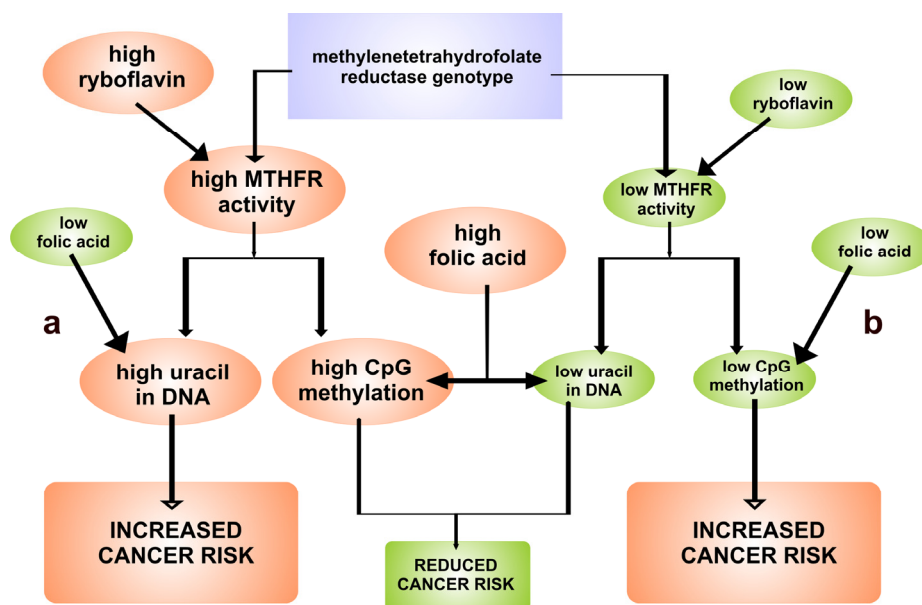 high
ryboflavin
methylenetetrahydrofolate
reductase genotype
low
ryboflavin
high MTHFR
activity
low MTHFR
activity
low
folic acid
high
folic acid
low
folic acid
a
b
high uracil
in DNA
high CpG
methylation
low uracil
in DNA
low CpG
methylation
INCREASED
CANCER RISK
REDUCED
CANCER RISK
INCREASED
CANCER RISK